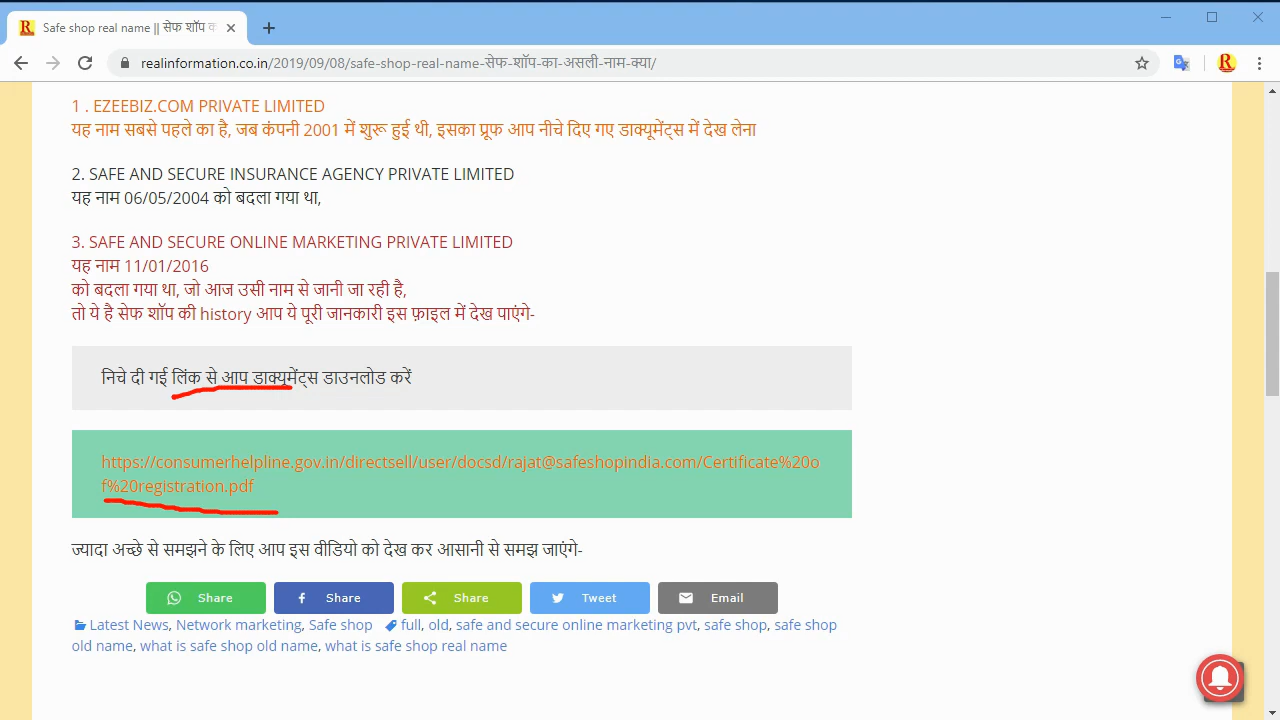 Safe shop real name || सेफ शॉप क
realinformation.co.in/2019/09/08/safe-shop-real-name-सेफ-शॉप-का-असली-नाम-क्या/
1 . EZEEBIZ.COM PRIVATE LIMITED
यह नाम सबसे पहले का है, जब कंपनी 2001 में शुरू हुई थी, इसका प्रूफ आप नीचे दिए गए डाक्यूमेंट्स में देख लेना
2. SAFE AND SECURE INSURANCE AGENCY PRIVATE LIMITED
यह नाम 06/05/2004 को बदला गया था,
3. SAFE AND SECURE ONLINE MARKETING PRIVATE LIMITED
यह नाम 11/01/2016
को बदला गया था, जो आज उसी नाम से जानी जा रही है,
तो ये है सेफ शॉप की history आप ये पूरी जानकारी इस फ़ाइल में देख पाएंगे-
निचे दी गई लिंक से आप डाक्यूमेंट्स डाउनलोड करें
https://consumerhelpline.gov.in/directsell/user/docsd/rajat@safeshopindia.com/Certificate%20o
f%20registration.pdf
ज्यादा अच्छे से समझने के लिए आप इस वीडियो को देख कर आसानी से समझ जाएंगे-
Share Share Share Tweet Email
Latest News, Network marketing, Safe shop full, old, safe and secure online marketing pvt, safe shop, safe shop
old name, what is safe shop old name, what is safe shop real name